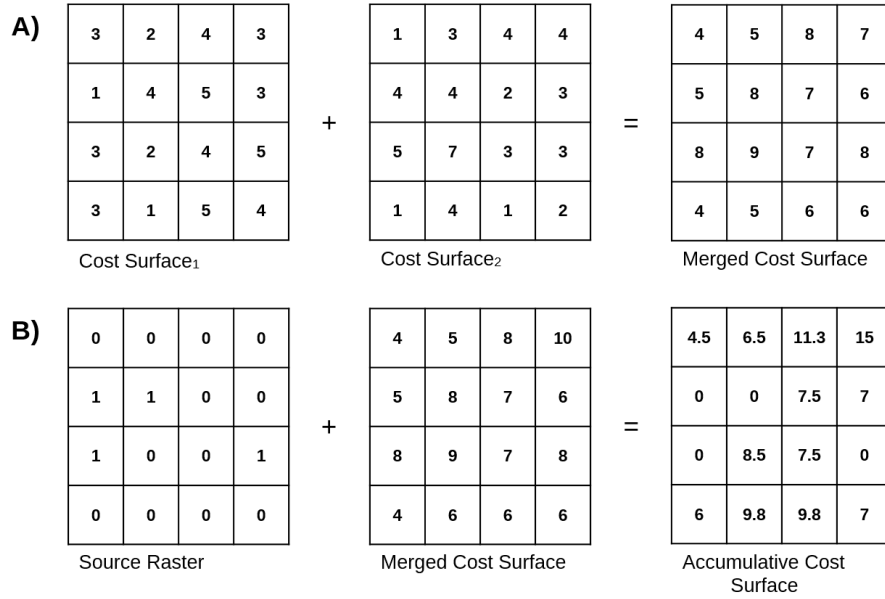 A)
3 2 4 3 1 3 4 4 4 5 8 7
1 4 5 3 4 4 2 3 5 8 7 6
+ =
3 2 4 5 5 7 3 3 8 9 7 8
3 1 5 4 1 4 1 2 4 5 6 6
Cost Surface₁ Cost Surface₂ Merged Cost Surface
B)
0 0 0 0 4 5 8 10 4.5 6.5 11.3 15
1 1 0 0 5 8 7 6 0 0 7.5 7
+ =
1 0 0 1 8 9 7 8 0 8.5 7.5 0
0 0 0 0 4 6 6 6 6 9.8 9.8 7
Source Raster Merged Cost Surface Accumulative Cost
Surface